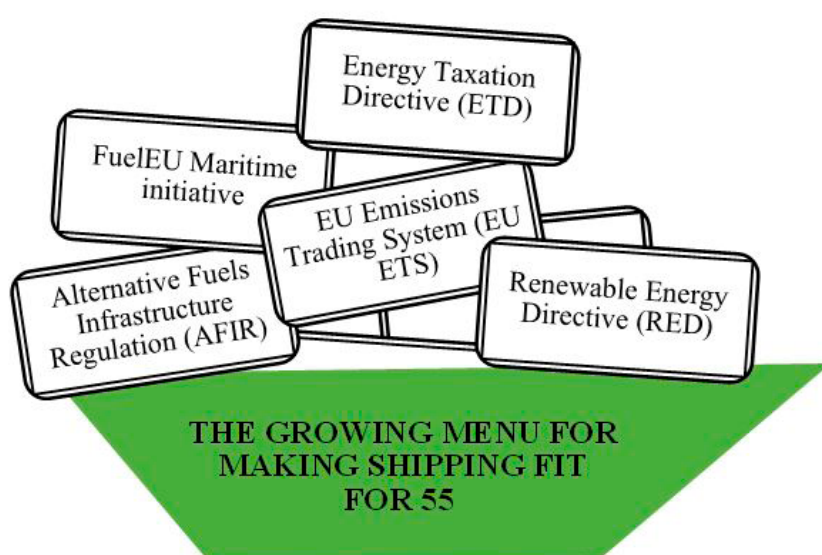 Energy Taxation
Directive (ETD)
FuelEU Maritime
initiative
EU Emissions
Trading System (EU
ETS)
Alternative Fuels
Infrastructure
Regulation (AFIR)
Renewable Energy
Directive (RED)
THE GROWING MENU FOR
MAKING SHIPPING FIT
FOR 55